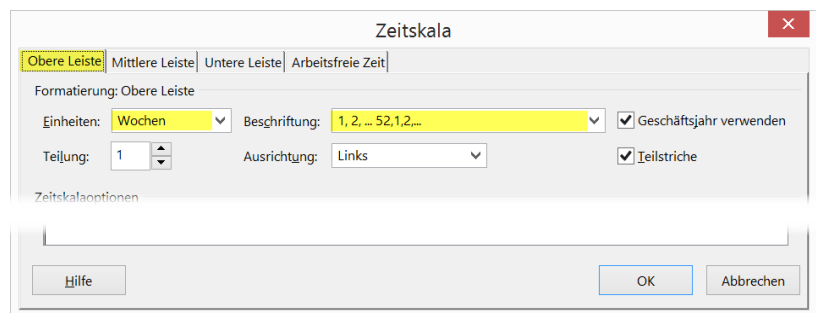 Zeitskala
Obere Leiste Mittlere Leiste Untere Leiste Arbeitsfreie Zeit
Formatierung: Obere Leiste
Einheiten: Wochen Beschriftung: 1, 2, ... 52,1,2,... Geschäftsjahr verwenden
Teilung: 1 Ausrichtung: Links Teilstriche
Zeitskalaoptionen
Hilfe OK Abbrechen